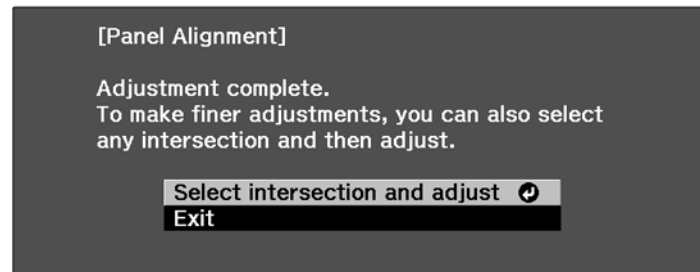 [Panel Alignment]
Adjustment complete.
To make finer adjustments, you can also select
any intersection and then adjust.
Select intersection and adjust
Exit